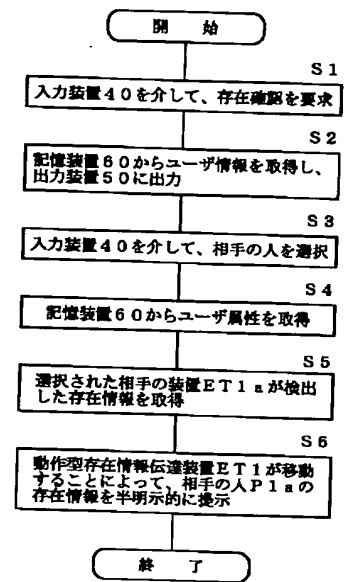 開 始
S1
入力装置40を介して、存在確認を要求
S2
記憶装置60からユーザ情報を取得し、
出力装置50に出力
S3
入力装置40を介して、相手の人を選択
S4
記憶装置60からユーザ属性を取得
S5
選択された相手の装置ET1aが検出
した存在情報を取得
S6
動作型存在情報伝達装置ET1が移動
することによって、相手の人P1aの
存在情報を半明示的に提示
終 了